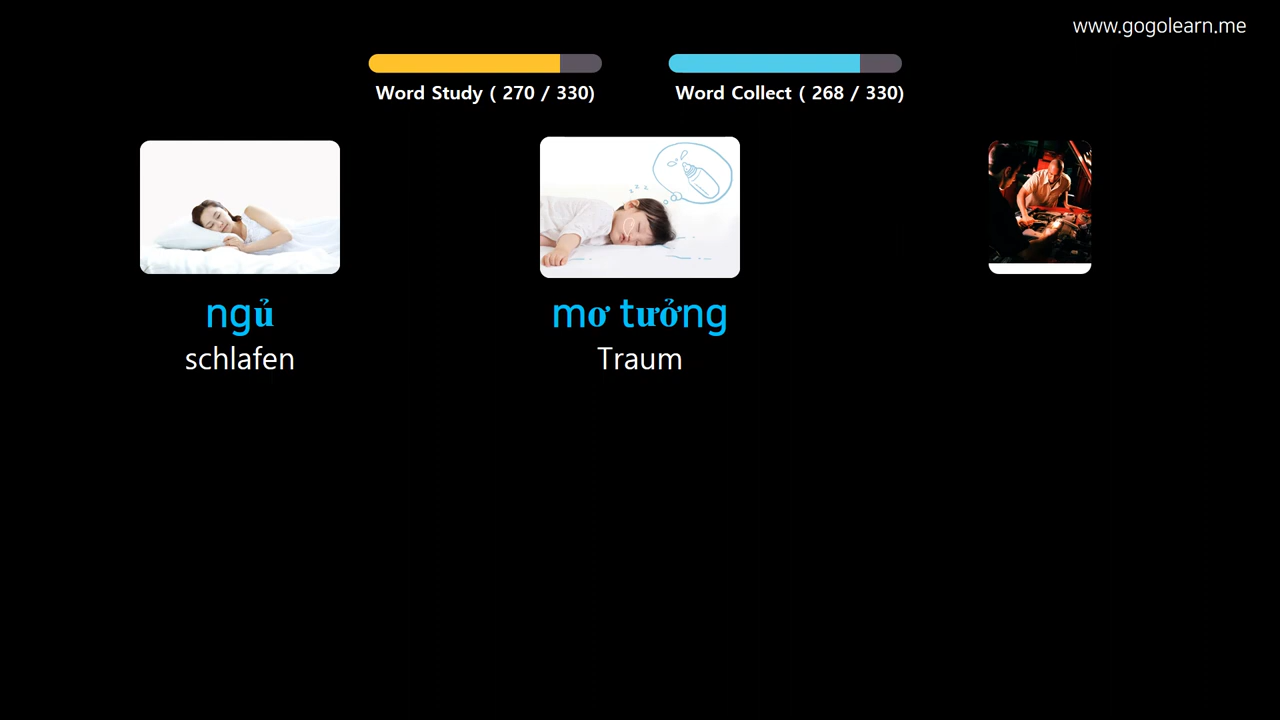 www.gogolearn.me
Word Study ( 270 / 330)
Word Collect ( 268 / 330)
ngủ
schlafen
mơ tưởng
Traum